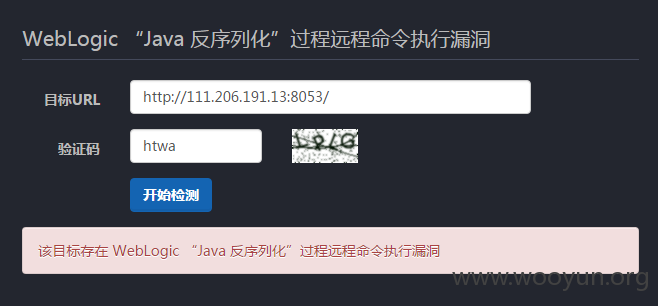 WebLogic “Java 反序列化”过程远程命令执行漏洞
目标URL http://111.206.191.13:8053/
验证码 htwa
开始检测
该目标存在 WebLogic “Java 反序列化”过程远程命令执行漏洞
www.wooyun.org